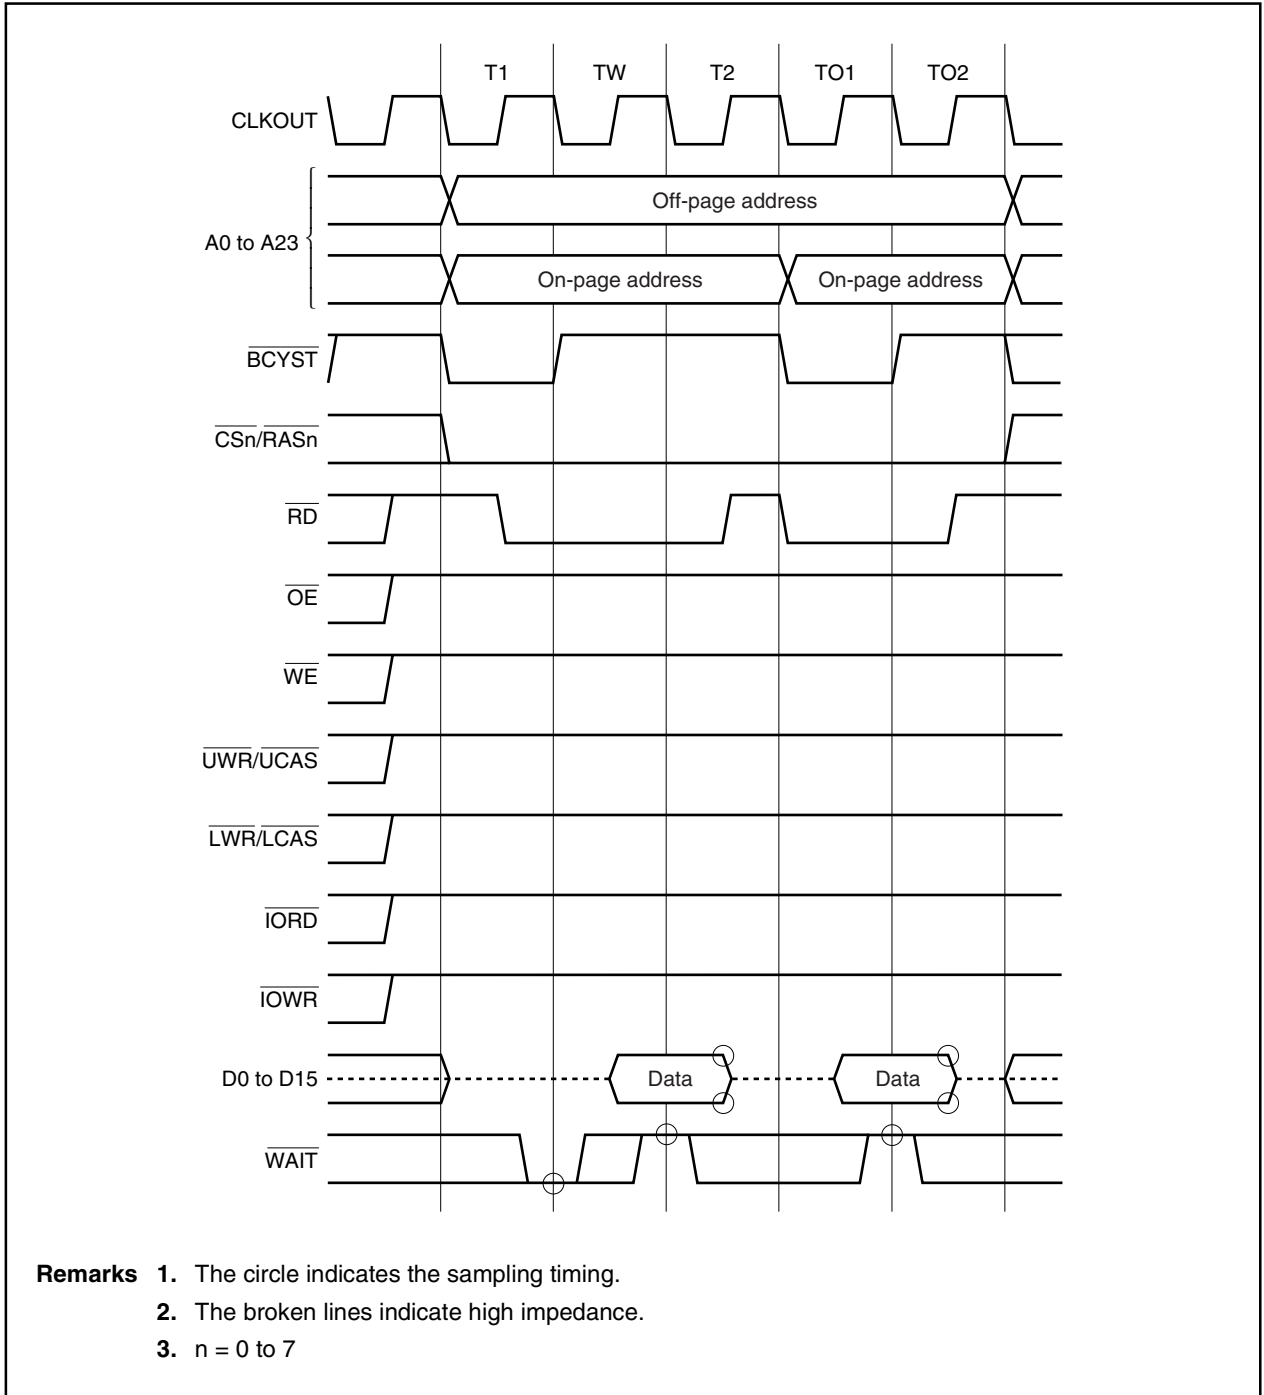 T1 TW T2 TO1 TO2
CLKOUT
Off-page address
A0 to A23
On-page address On-page address
BCYST
CSn/RASn
RD
OE
WE
UWR/UCAS
LWR/LCAS
IORD
IOWR
D0 to D15 Data Data
WAIT
Remarks 1. The circle indicates the sampling timing.
2. The broken lines indicate high impedance.
3. n = 0 to 7